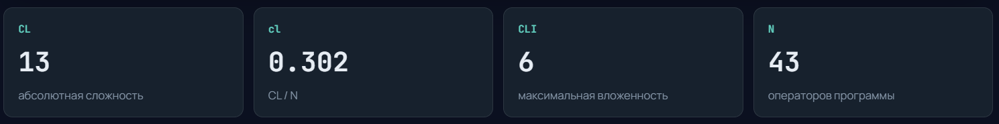 CL
13
абсолютная сложность
cl
0.302
CL / N
CLI
6
максимальная вложенность
N
43
операторов программы